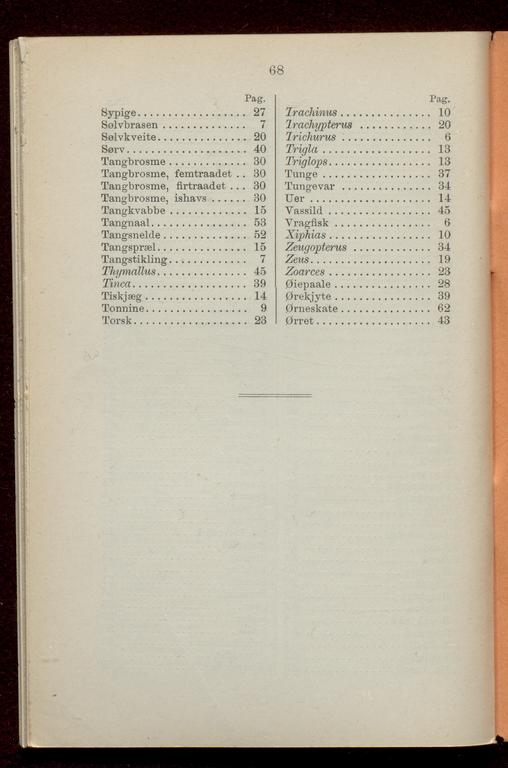 68
Pag.
Sypige.................. 27
Sølvbrasen .............. 7
Sølvkveite............... 20
Sørv.................... 40
Tangbrosme ............. 30
Tangbrosme, femtraadet .. 30
Tangbrosme, firtraadet ... 30
Tangbrosme, ishavs ...... 30
Tangkvabbe ............. 15
Tangnaal................ 53
Tangsnelde.............. 52
Tangspræl............... 15
Tangstikling............. 7
Thymallus............... 45
Tinca................... 39
Tiskjæg ................. 14
Tonnine................. 9
Torsk................... 23
Pag.
Trachinus ............... 10
Trachypterus ............ 20
Trichurus ............... 6
Trigla .................. 13
Triglops................. 13
Tunge .................. 37
Tungevar ............... 34
Uer .................... 14
Vassild ................. 45
Vragfisk ................ 6
Xiphias ................. 10
Zeugopterus ............. 34
Zeus.................... 19
Zoarces ................. 23
Øiepaale ................ 28
Ørekjyte ................ 39
Ørneskate ............... 62
Ørret................... 43